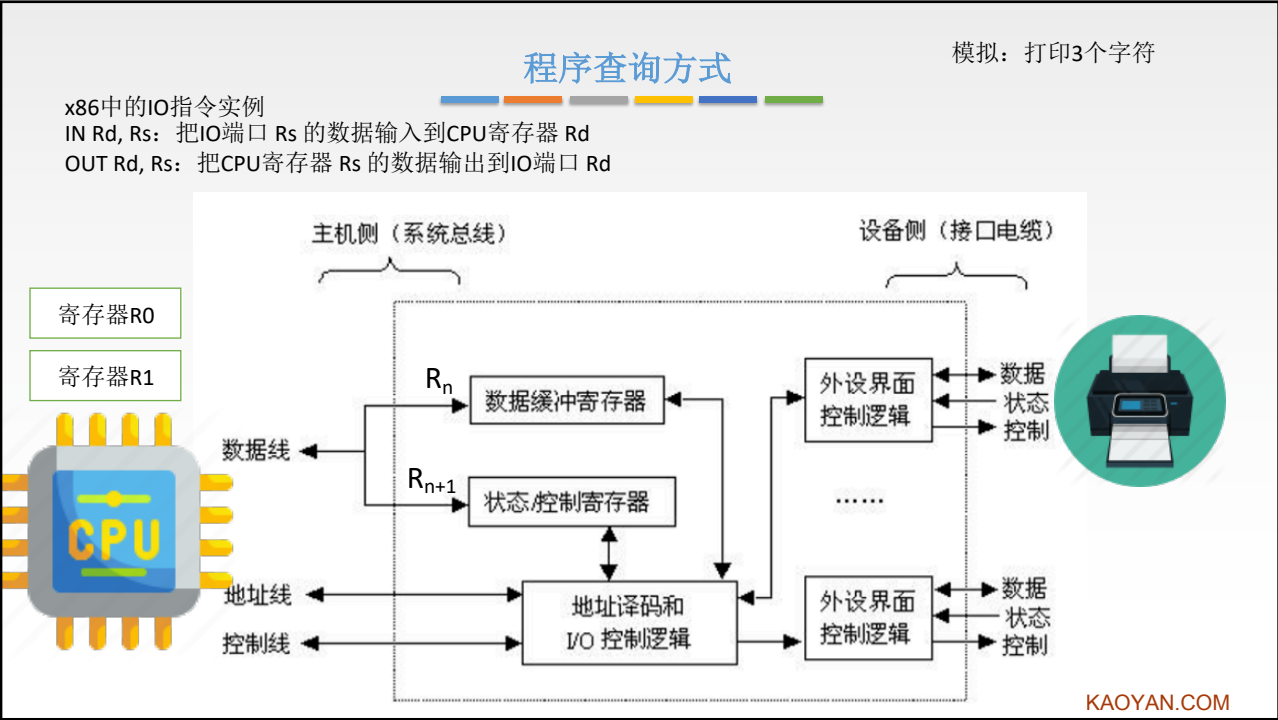 程序查询方式
模拟：打印3个字符
x86中的IO指令实例
IN Rd, Rs：把IO端口 Rs 的数据输入到CPU寄存器 Rd
OUT Rd, Rs：把CPU寄存器 Rs 的数据输出到IO端口 Rd
主机侧（系统总线）
设备侧（接口电缆）
寄存器R0
寄存器R1
Rn
数据缓冲寄存器
外设界面
控制逻辑
数据
状态
控制
数据线
Rn+1
状态/控制寄存器
……
CPU
地址线
控制线
地址译码和
I/O 控制逻辑
外设界面
控制逻辑
数据
状态
控制
KAOYAN.COM